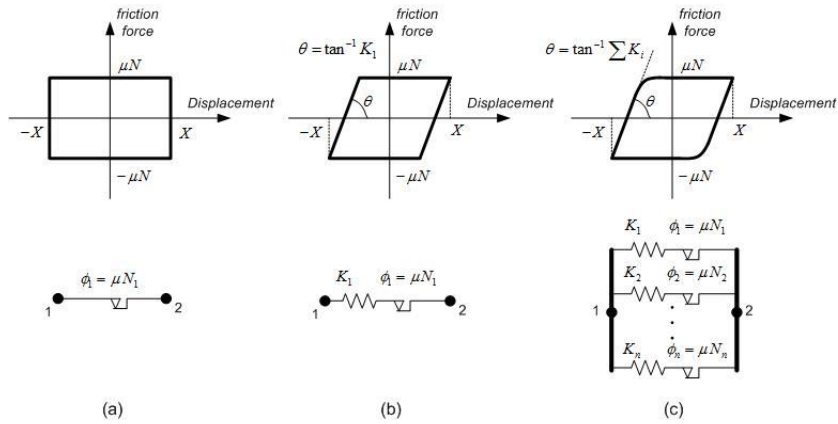 friction
force
μN
Displacement
−X
X
−μN
ϕ₁ = μN₁
1
2
(a)
friction
force
θ = tan⁻¹ K₁
μN
θ
Displacement
−X
X
−μN
K₁
ϕ₁ = μN₁
1
2
(b)
friction
force
θ = tan⁻¹ ∑ Kᵢ
μN
θ
Displacement
−X
X
−μN
K₁ ϕ₁ = μN₁
K₂ ϕ₂ = μN₂
1
2
Kₙ ϕₙ = μNₙ
(c)